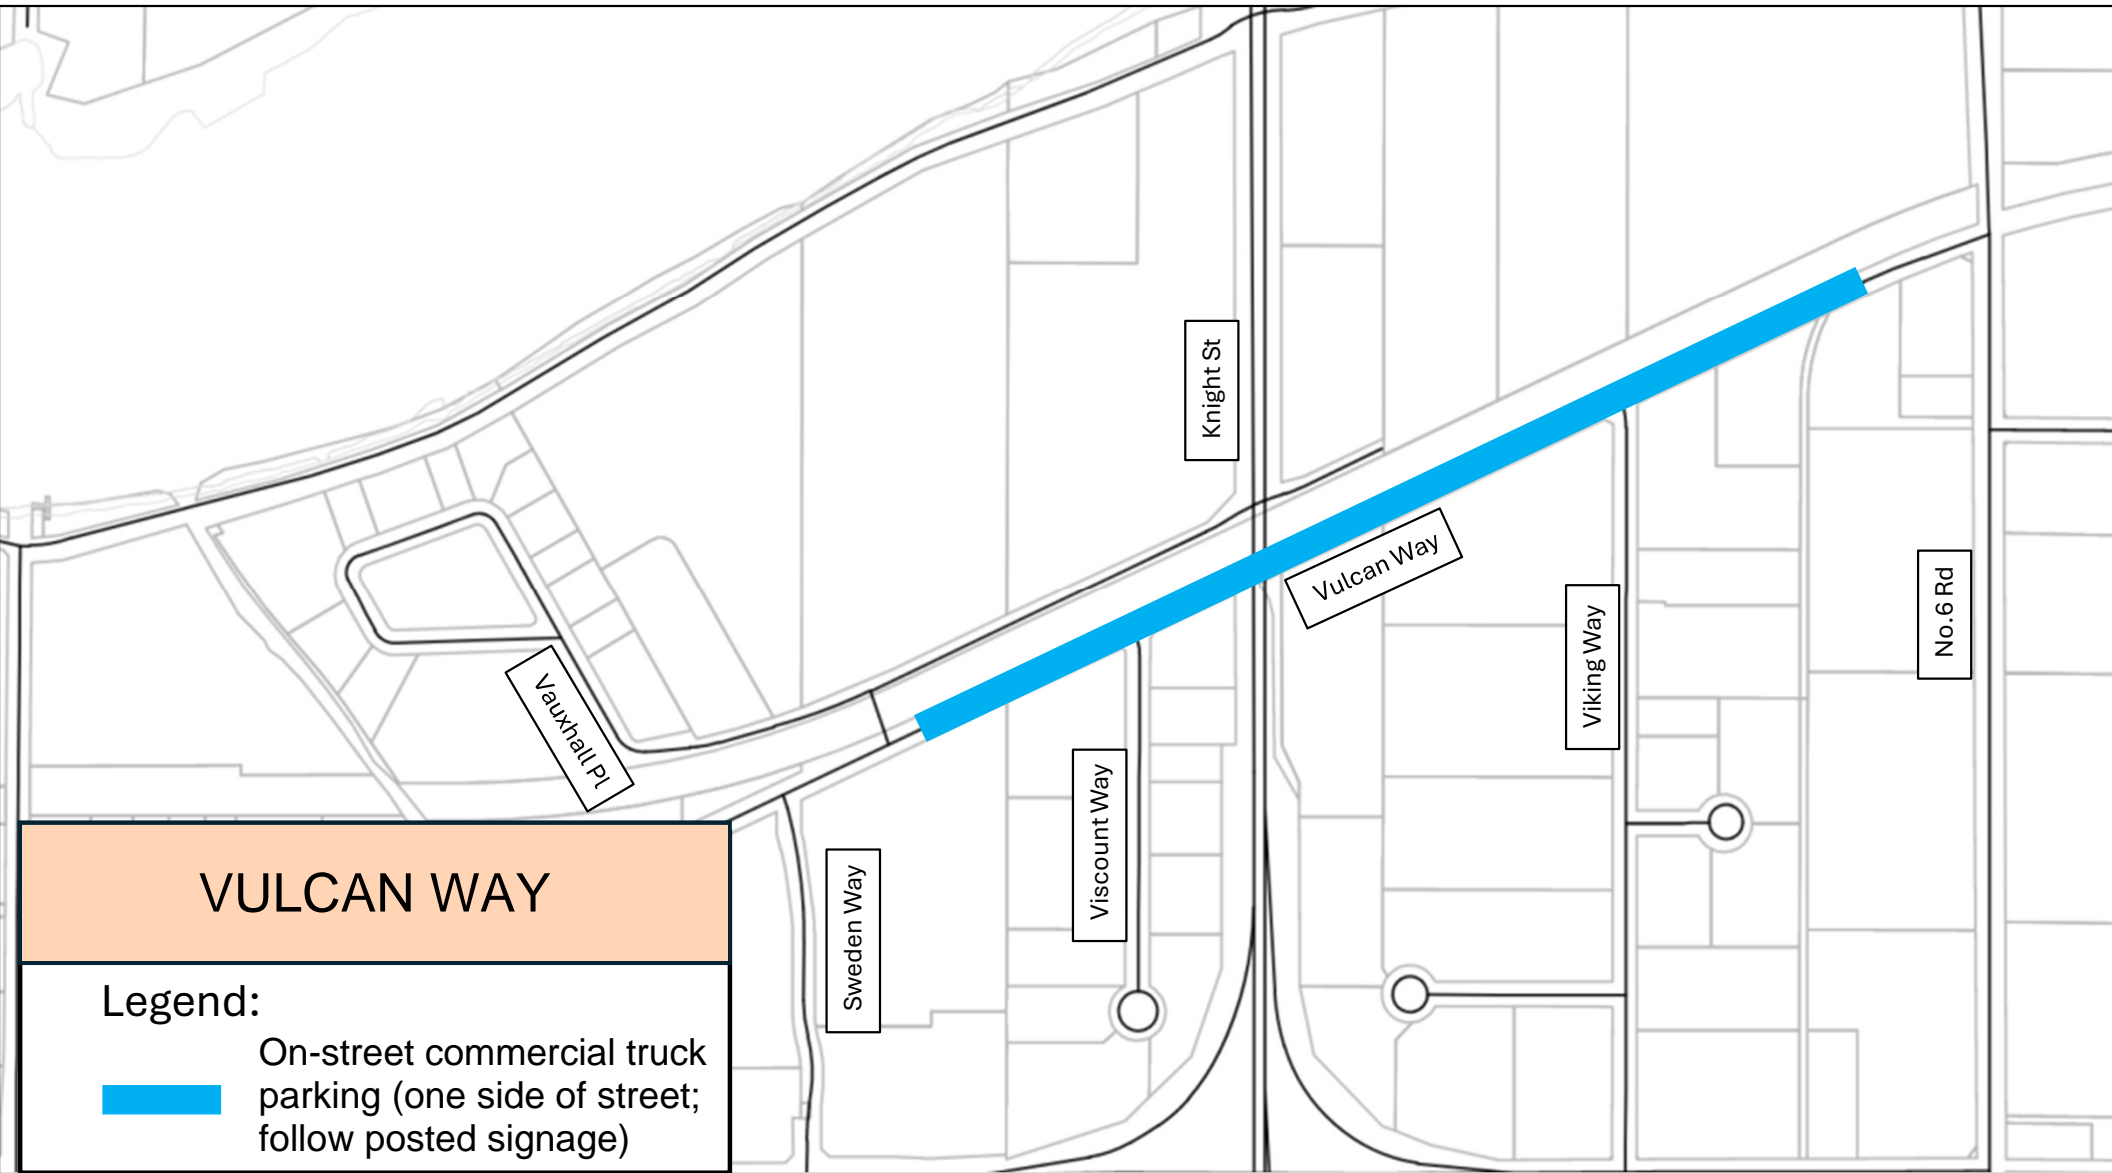 Knight St
Vulcan Way
No.6 Rd
Viking Way
Vauxhall Pl
Viscount Way
Sweden Way
VULCAN WAY
Legend:
On-street commercial truck
parking (one side of street;
follow posted signage)